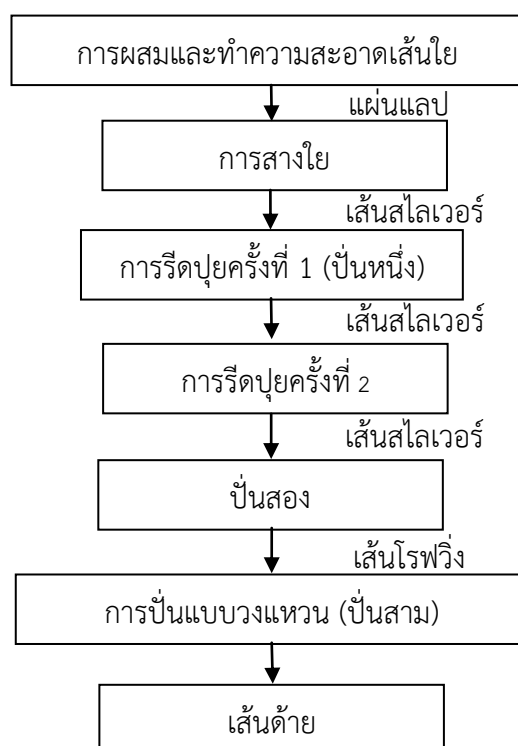 การผสมและทำความสะอาดเส้นใย
แผ่นแลป
การสางใย
เส้นสไลเวอร์
การรีดปุยครั้งที่ 1 (ปั่นหนึ่ง)
เส้นสไลเวอร์
การรีดปุยครั้งที่ 2
เส้นสไลเวอร์
ปั่นสอง
เส้นโรฟวิ่ง
การปั่นแบบวงแหวน (ปั่นสาม)
เส้นด้าย